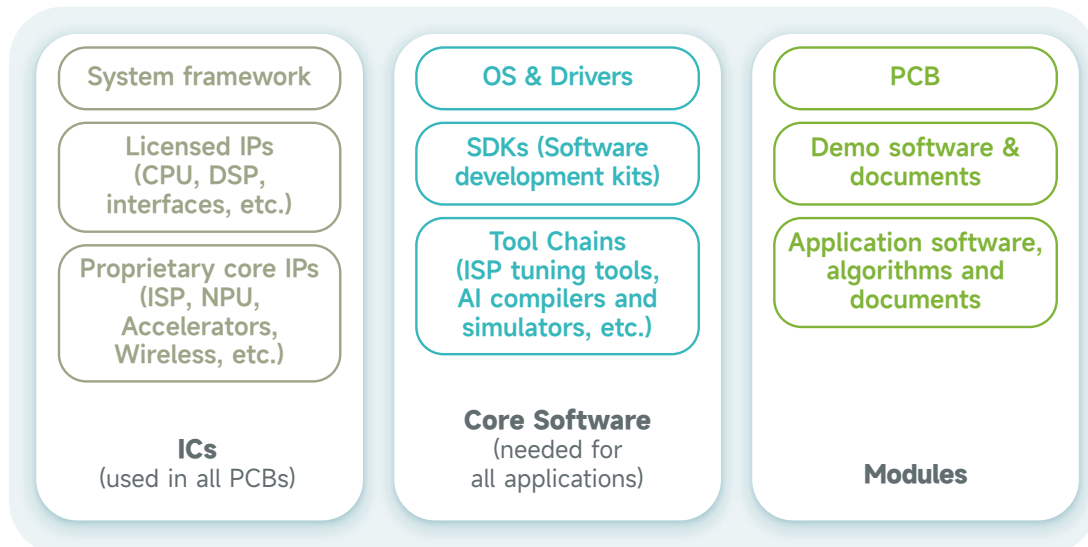 System framework
Licensed IPs
(CPU, DSP,
interfaces, etc.)
Proprietary core IPs
(ISP, NPU,
Accelerators,
Wireless, etc.)
ICs
(used in all PCBs)
OS & Drivers
SDKs (Software
development kits)
Tool Chains
(ISP tuning tools,
AI compilers and
simulators, etc.)
Core Software
(needed for
all applications)
PCB
Demo software &
documents
Application software,
algorithms and
documents
Modules